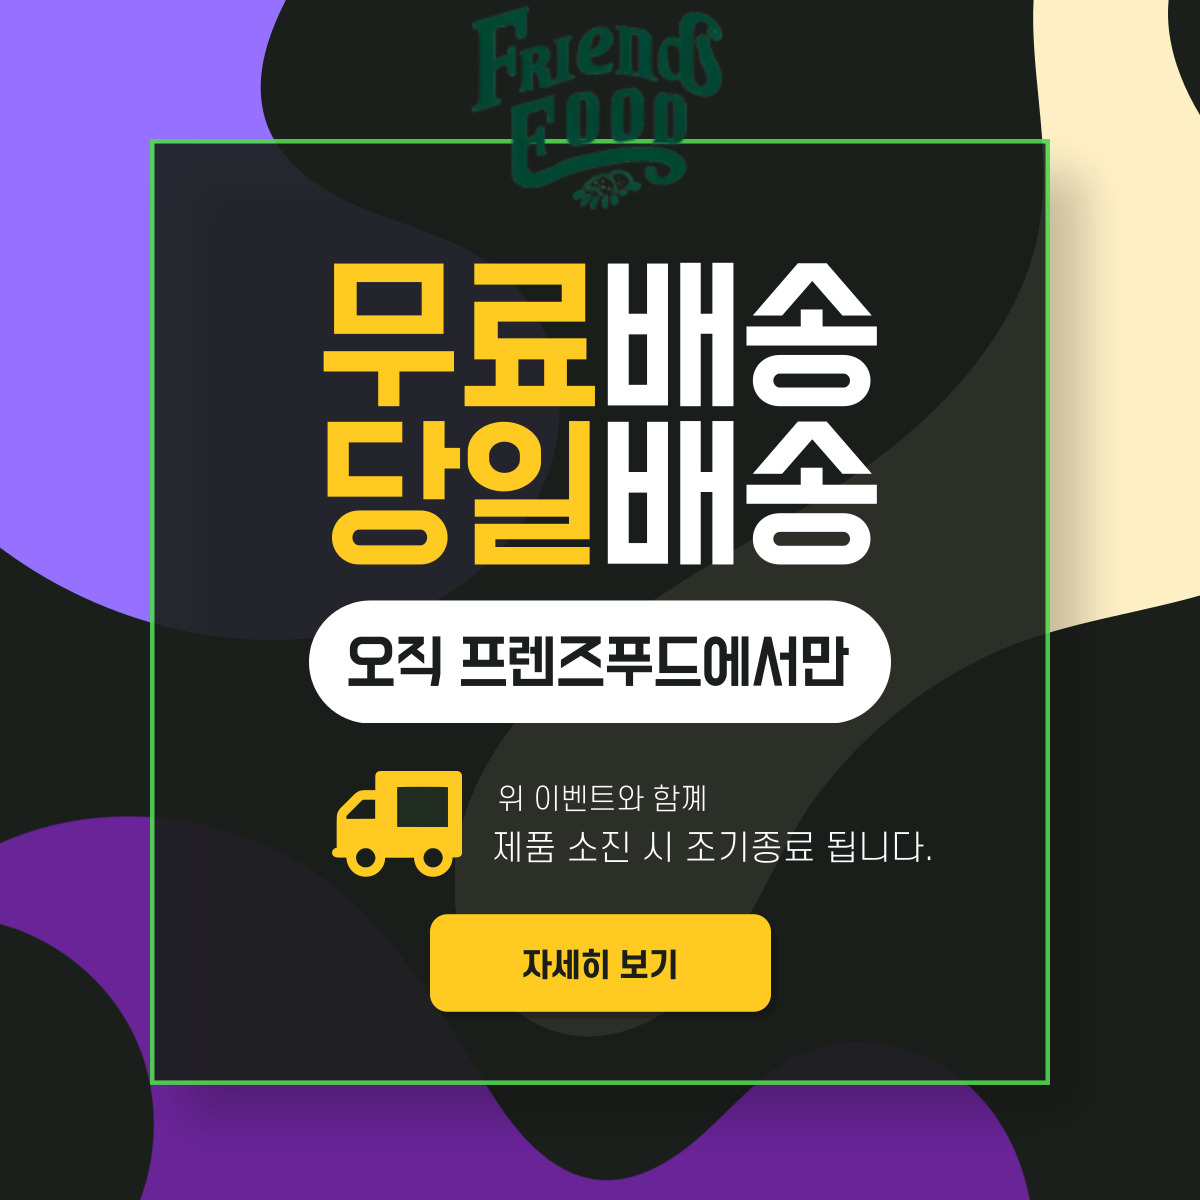 FRIENDS
FOOD
무료배송
당일배송
오직 프렌즈푸드에서만
위 이벤트와 함께
제품 소진 시 조기종료 됩니다.
자세히 보기